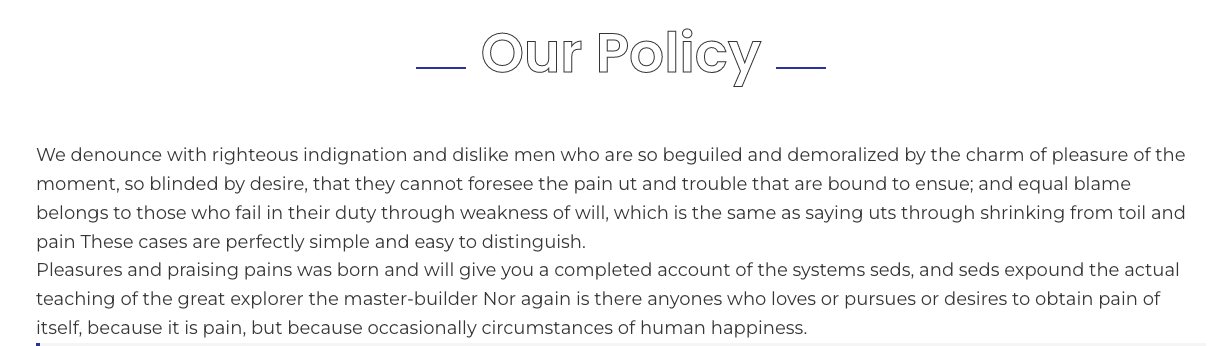 Our Policy
We denounce with righteous indignation and dislike men who are so beguiled and demoralized by the charm of pleasure of the
moment, so blinded by desire, that they cannot foresee the pain ut and trouble that are bound to ensue; and equal blame
belongs to those who fail in their duty through weakness of will, which is the same as saying uts through shrinking from toil and
pain These cases are perfectly simple and easy to distinguish.
Pleasures and praising pains was born and will give you a completed account of the systems seds, and seds expound the actual
teaching of the great explorer the master-builder Nor again is there anyones who loves or pursues or desires to obtain pain of
itself, because it is pain, but because occasionally circumstances of human happiness.